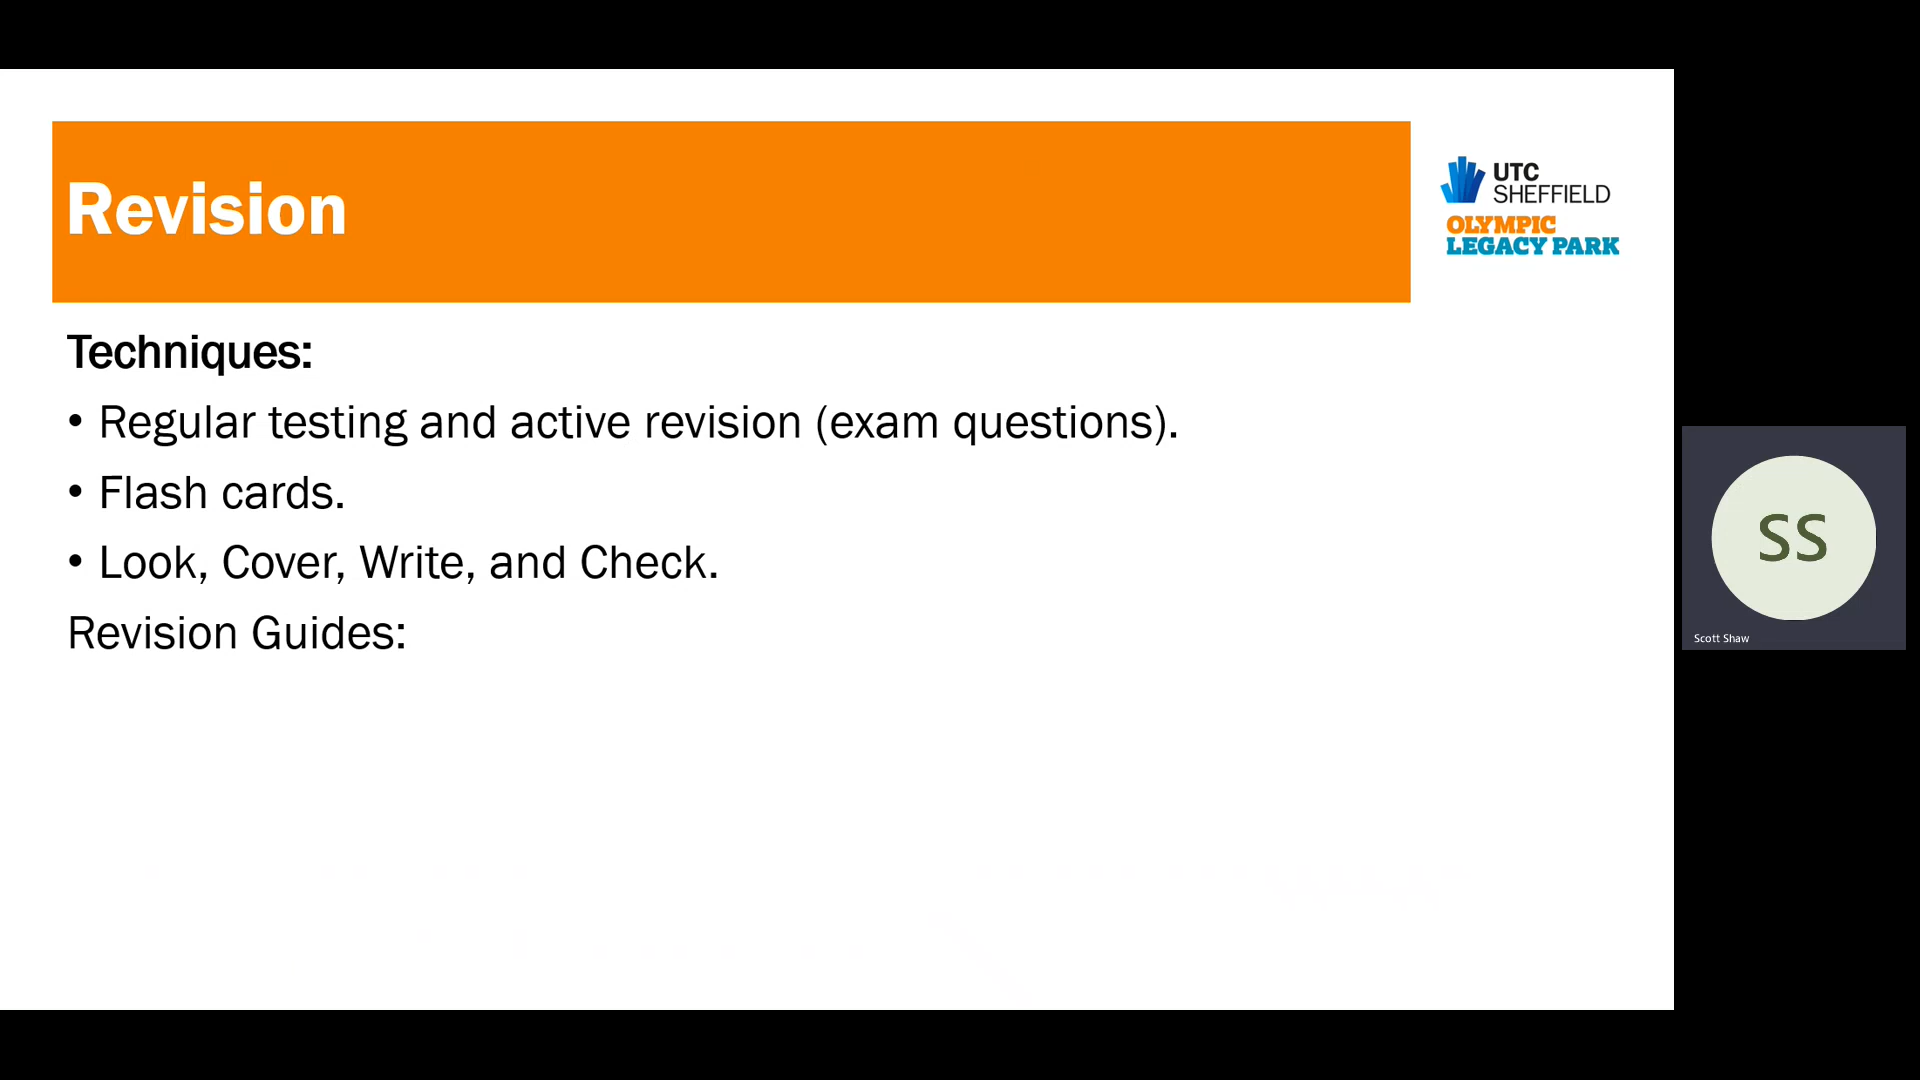 Revision
UTC
SHEFFIELD
OLYMPIC
LEGACY PARK
Techniques:
• Regular testing and active revision (exam questions).
• Flash cards.
• Look, Cover, Write, and Check.
Revision Guides:
SS
Scott Shaw